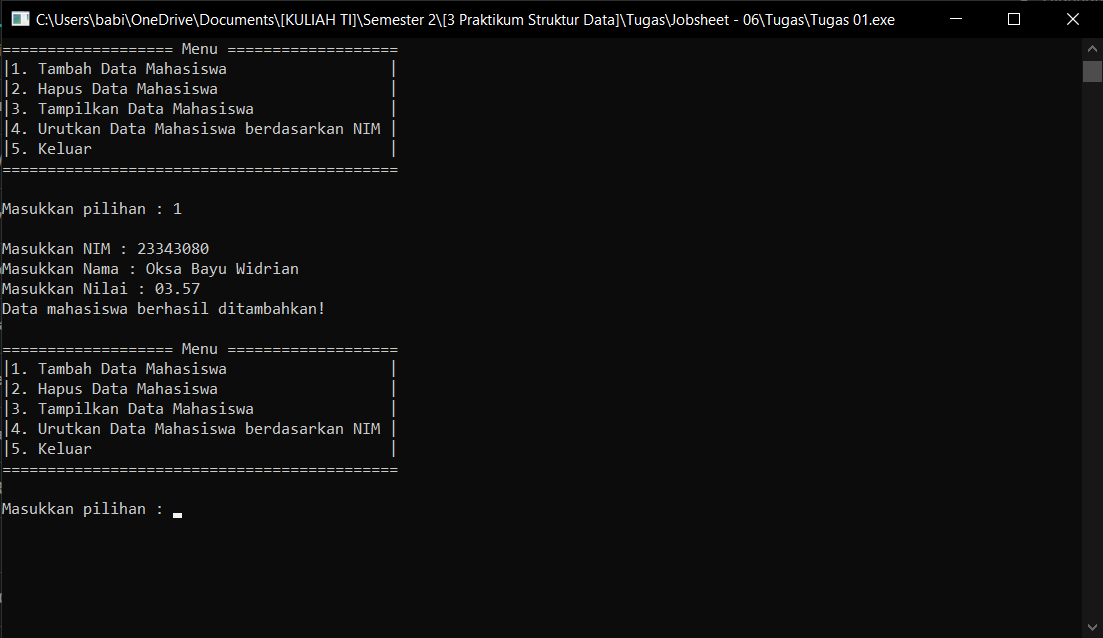 C:\Users\babi\OneDrive\Documents\[KULIAH TI]\Semester 2\[3 Praktikum Struktur Data]\Tugas\Jobsheet - 06\Tugas\Tugas 01.exe
=================== Menu ===================
|1. Tambah Data Mahasiswa                  |
|2. Hapus Data Mahasiswa                   |
|3. Tampilkan Data Mahasiswa               |
|4. Urutkan Data Mahasiswa berdasarkan NIM |
|5. Keluar                                 |
============================================
Masukkan pilihan : 1
Masukkan NIM : 23343080
Masukkan Nama : Oksa Bayu Widrian
Masukkan Nilai : 03.57
Data mahasiswa berhasil ditambahkan!
=================== Menu ===================
|1. Tambah Data Mahasiswa                  |
|2. Hapus Data Mahasiswa                   |
|3. Tampilkan Data Mahasiswa               |
|4. Urutkan Data Mahasiswa berdasarkan NIM |
|5. Keluar                                 |
============================================
Masukkan pilihan :